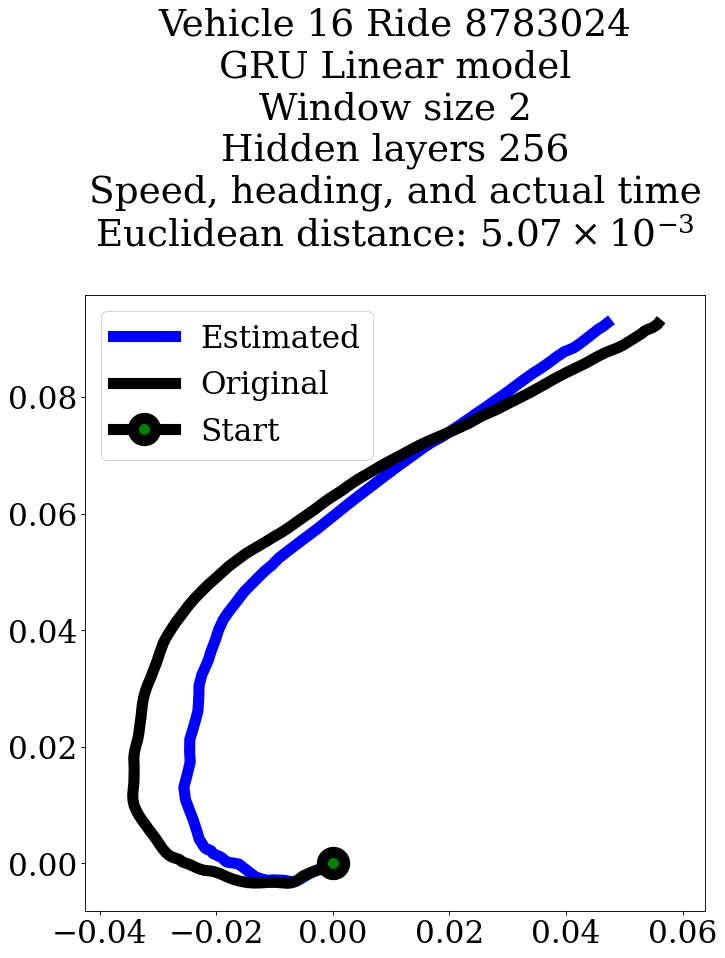 Vehicle 16 Ride 8783024
GRU Linear model
Window size 2
Hidden layers 256
Speed, heading, and actual time
Euclidean distance: 5.07 × 10⁻³
Estimated
Original
Start
0.08
0.06
0.04
0.02
0.00
−0.04 −0.02 0.00 0.02 0.04 0.06